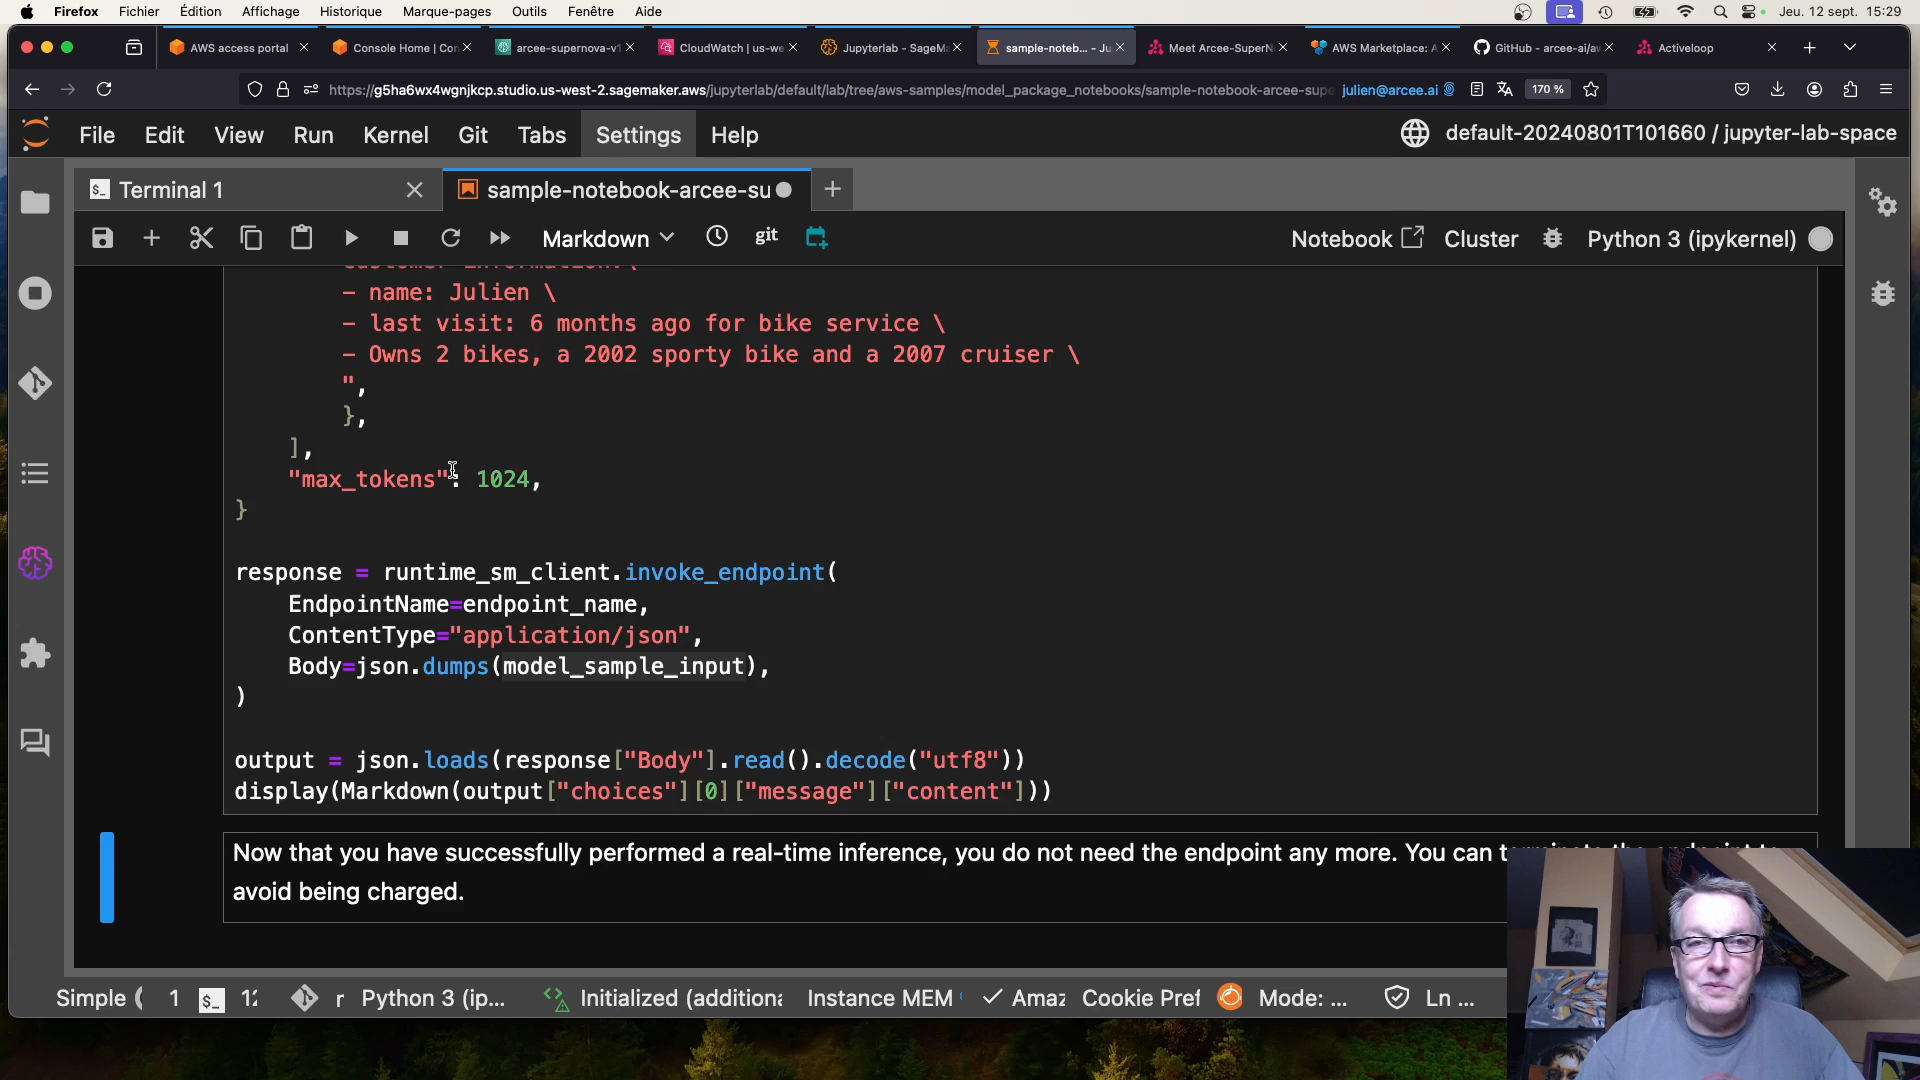 Firefox Fichier Édition Affichage Historique Marque-pages Outils Fenêtre Aide Jeu. 12 sept. 15:29
AWS access portal Console Home | Con arcee-supernova-v1 CloudWatch | us-we Jupyterlab - SageMa sample-noteb... - Ju Meet Arcee-SuperN AWS Marketplace: A GitHub - arcee-ai/aw Activeloop
https://g5ha6wx4wgnjkcp.studio.us-west-2.sagemaker.aws/jupyterlab/default/lab/tree/aws-samples/model_package_notebooks/sample-notebook-arcee-supe julien@arcee.ai 170 %
File Edit View Run Kernel Git Tabs Settings Help default-20240801T101660 / jupyter-lab-space
Terminal 1 sample-notebook-arcee-su
Markdown git Notebook Cluster Python 3 (ipykernel)
Customer information:\
- name: Julien \
- last visit: 6 months ago for bike service \
- Owns 2 bikes, a 2002 sporty bike and a 2007 cruiser \
",
},
],
"max_tokens": 1024,
}
response = runtime_sm_client.invoke_endpoint(
EndpointName=endpoint_name,
ContentType="application/json",
Body=json.dumps(model_sample_input),
)
output = json.loads(response["Body"].read().decode("utf8"))
display(Markdown(output["choices"][0]["message"]["content"]))
Now that you have successfully performed a real-time inference, you do not need the endpoint any more. You can terminate the endpoint to
avoid being charged.
Simple 1 12 r Python 3 (ip... Initialized (additiona Instance MEM Amaz Cookie Pref Mode: ... Ln ...